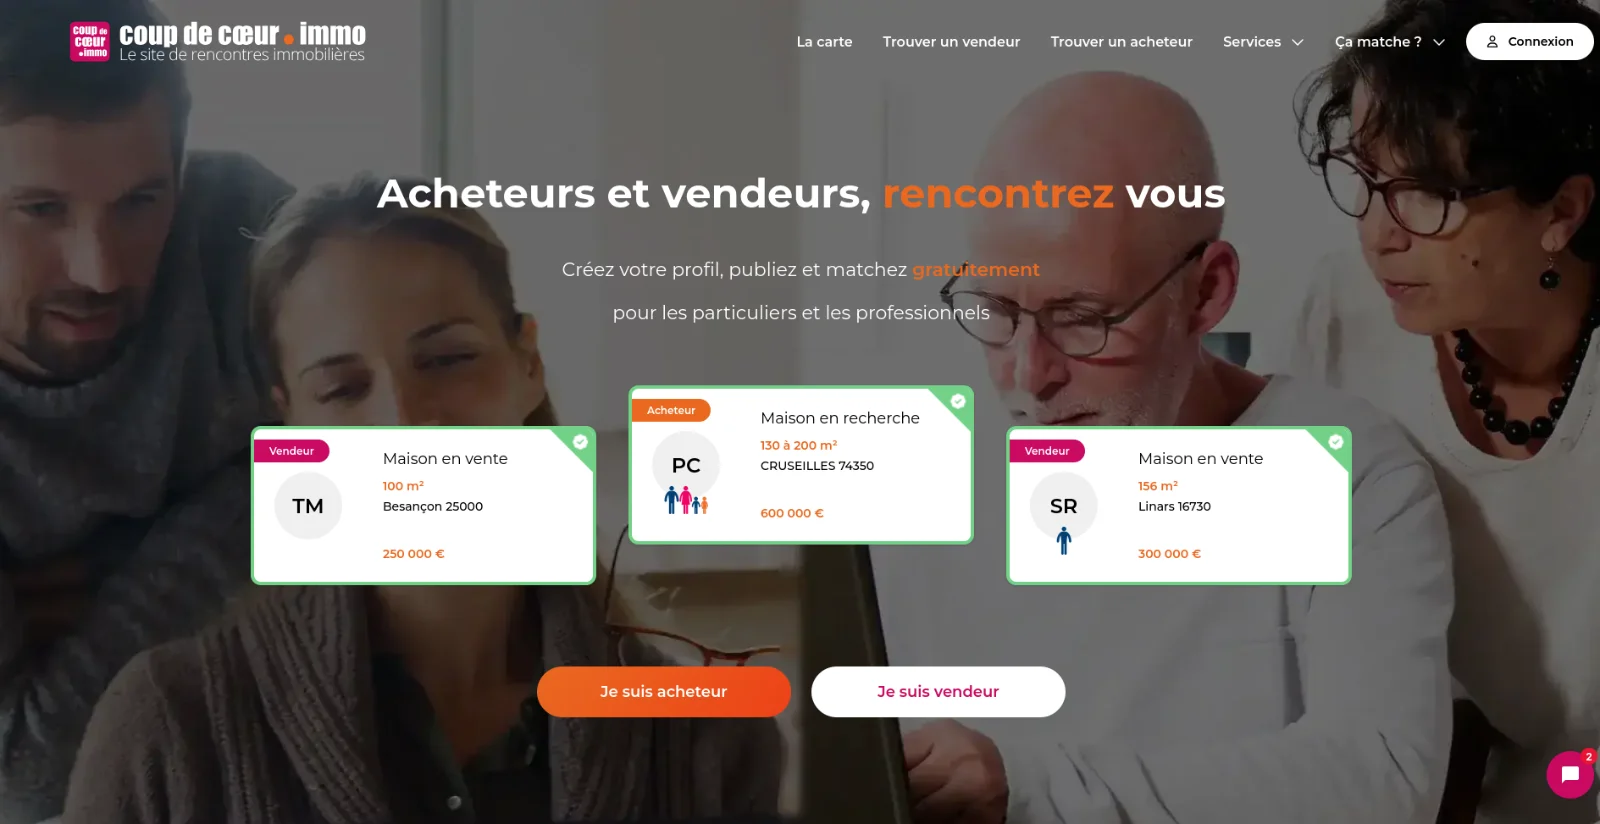 coup de cœur .immo
coup de cœur.immo
Le site de rencontres immobilières
La carte
Trouver un vendeur
Trouver un acheteur
Services
Ça matche ?
Connexion
Acheteurs et vendeurs, rencontrez vous
Créez votre profil, publiez et matchez gratuitement
pour les particuliers et les professionnels
Vendeur
TM
Maison en vente
100 m²
Besançon 25000
250 000 €
Acheteur
PC
Maison en recherche
130 à 200 m²
CRUSEILLES 74350
600 000 €
Vendeur
SR
Maison en vente
156 m²
Linars 16730
300 000 €
Je suis acheteur
Je suis vendeur
2